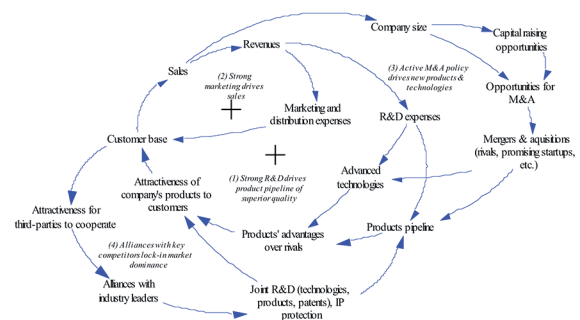 Company size
Capital raising
opportunities
Revenues
Sales
(3) Active M&A policy
drives new products &
technologies
(2) Strong
marketing drives
sales
Opportunities for
M&A
Marketing and
distribution expenses
R&D expenses
Customer base
Mergers & aquisitions
(rivals, promising startups,
etc.)
(1) Strong R&D drives
product pipeline of
superior quality
Advanced
technologies
Attractiveness of
company's products to
customers
Attractiveness for
third-parties to cooperate
Products' advantages
over rivals
Products pipeline
(4) Alliances with key
competitors lock-in market
dominance
Alliances with
industry leaders
Joint R&D (technologies,
products, patents), IP
protection